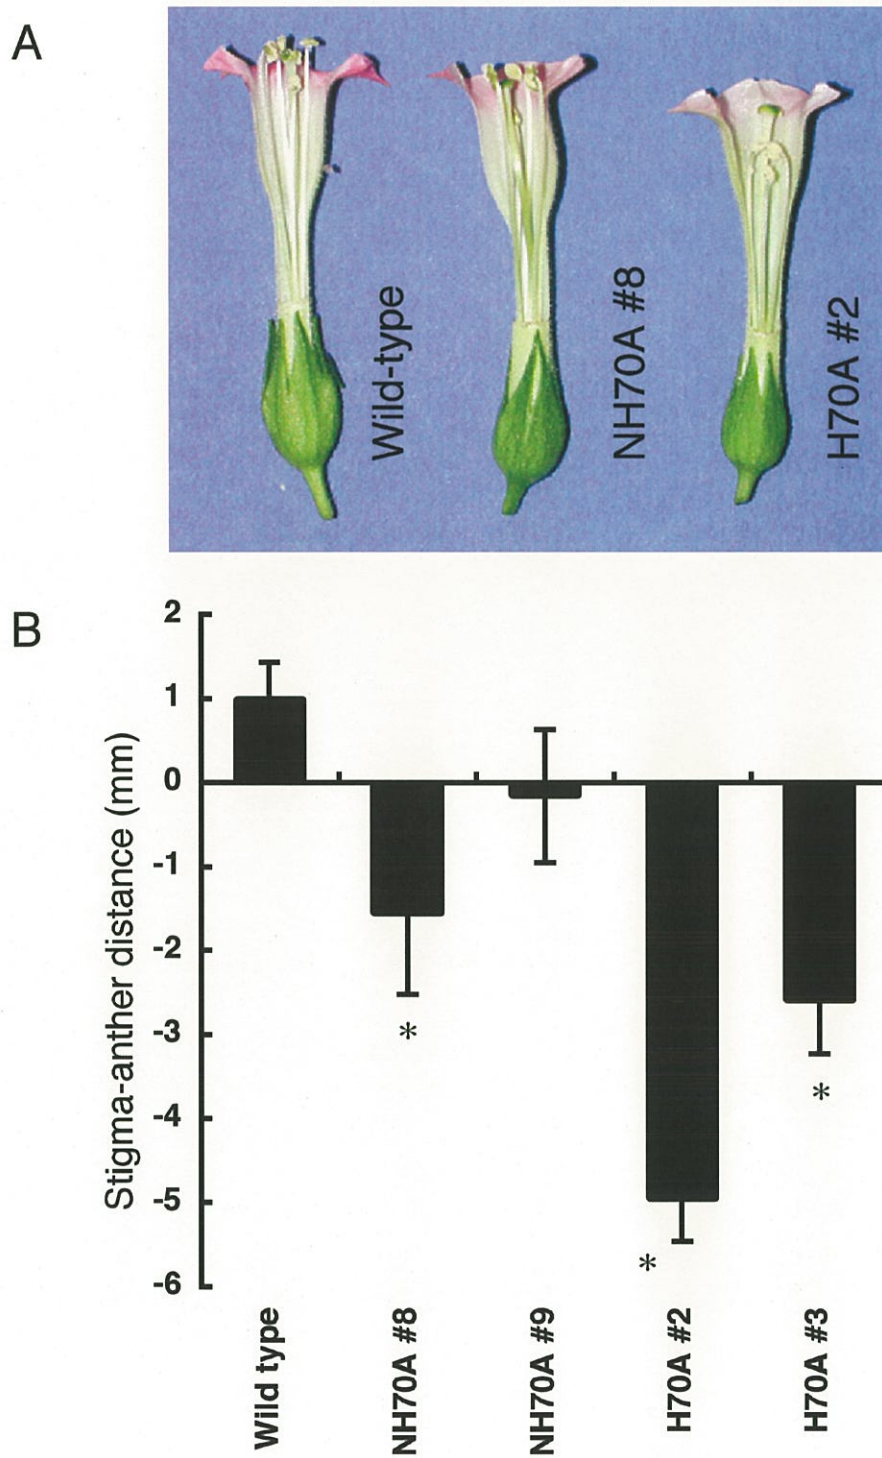 A
Wild-type
NH70A #8
H70A #2
B
Stigma-anther distance (mm)
2
1
0
-1
-2
-3
-4
-5
-6
*
*
*
Wild type
NH70A #8
NH70A #9
H70A #2
H70A #3